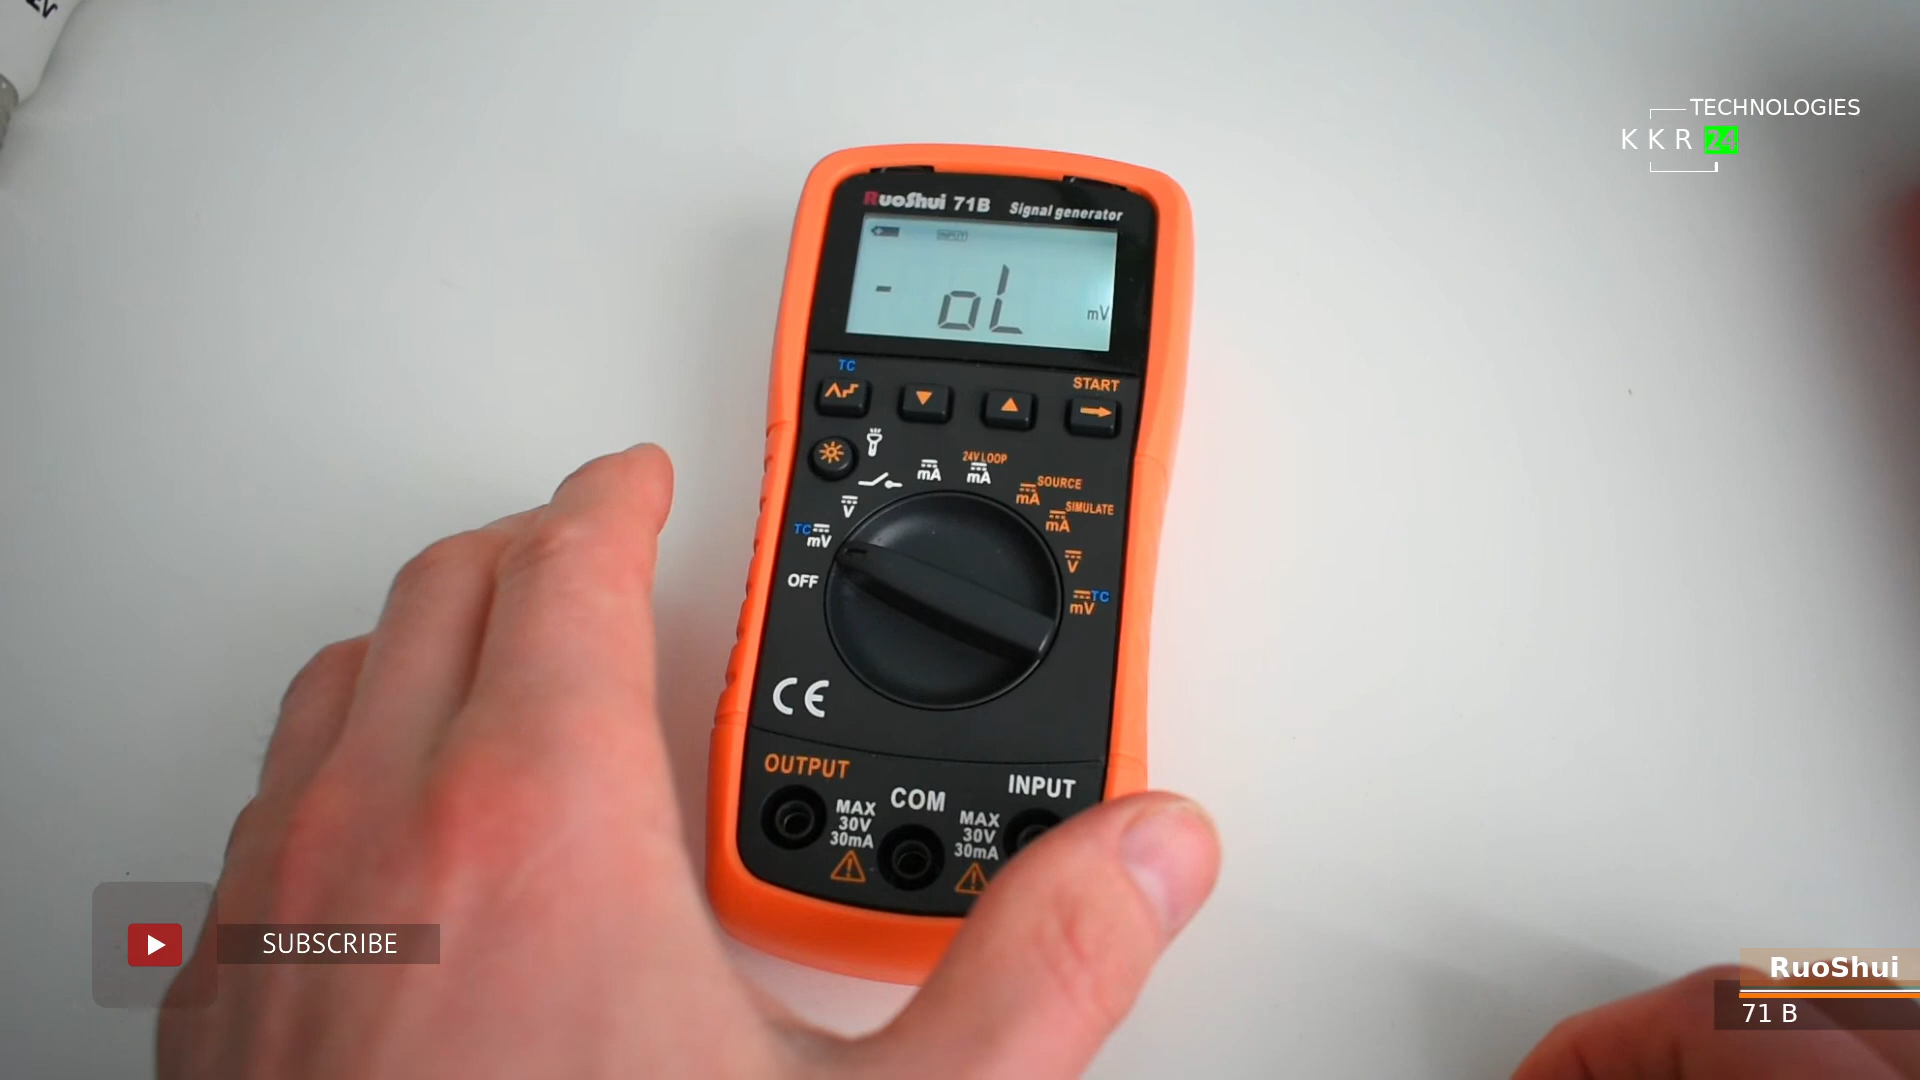 TECHNOLOGIES
KKR 24
RuoShui 71B Signal generator
INPUT
- oL mV
TC
START
24V LOOP
mA
mA
SOURCE
mA
SIMULATE
mA
V
V
TC mV
mV TC
OFF
CE
OUTPUT
COM
INPUT
MAX
30V
30mA
MAX
30V
30mA
SUBSCRIBE
RuoShui
71 B